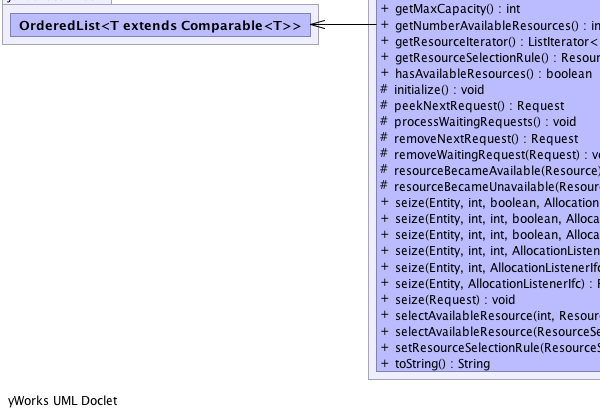 OrderedList<T extends Comparable<T>>
+ getMaxCapacity() : int
+ getNumberAvailableResources() : in
+ getResourceIterator() : ListIterator<
+ getResourceSelectionRule() : Resour
+ hasAvailableResources() : boolean
# initialize() : void
# peekNextRequest() : Request
# processWaitingRequests() : void
# removeNextRequest() : Request
# removeWaitingRequest(Request) : vo
# resourceBecameAvailable(Resource)
# resourceBecameUnavailable(Resour
+ seize(Entity, int, boolean, Allocation
+ seize(Entity, int, int, boolean, Alloca
+ seize(Entity, int, int, boolean, Alloca
+ seize(Entity, int, int, AllocationListen
+ seize(Entity, int, AllocationListenerIfc
+ seize(Entity, AllocationListenerIfc) : R
+ seize(Request) : void
+ selectAvailableResource(int, Resour
+ selectAvailableResource(ResourceSe
+ setResourceSelectionRule(ResourceS
+ toString() : String
yWorks UML Doclet